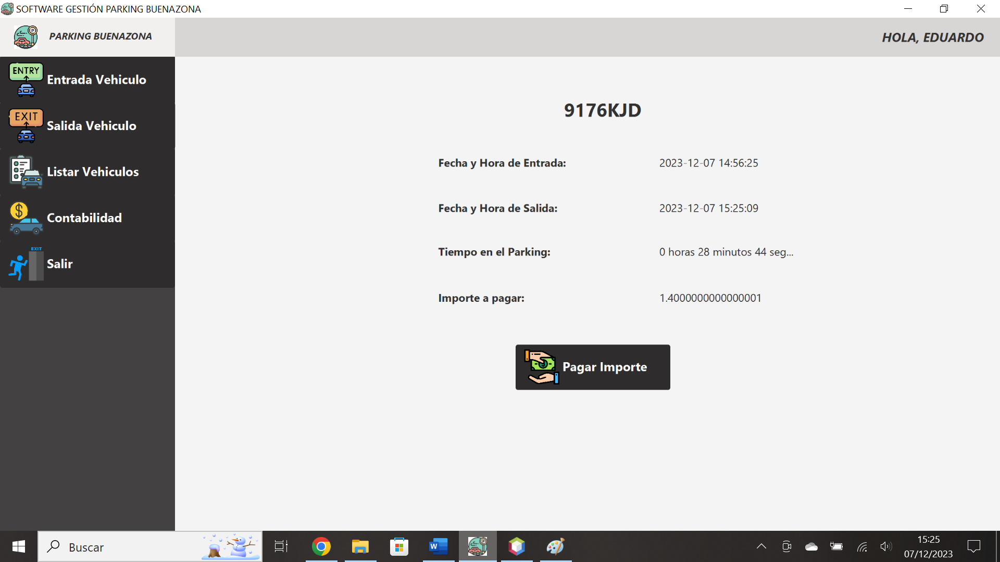 SOFTWARE GESTIÓN PARKING BUENAZONA
PARKING BUENAZONA
HOLA, EDUARDO
ENTRY
Entrada Vehiculo
EXIT
Salida Vehiculo
Listar Vehiculos
$
Contabilidad
EXIT
Salir
9176KJD
Fecha y Hora de Entrada: 2023-12-07 14:56:25
Fecha y Hora de Salida: 2023-12-07 15:25:09
Tiempo en el Parking: 0 horas 28 minutos 44 seg...
Importe a pagar: 1.4000000000000001
Pagar Importe
Buscar
15:25
07/12/2023